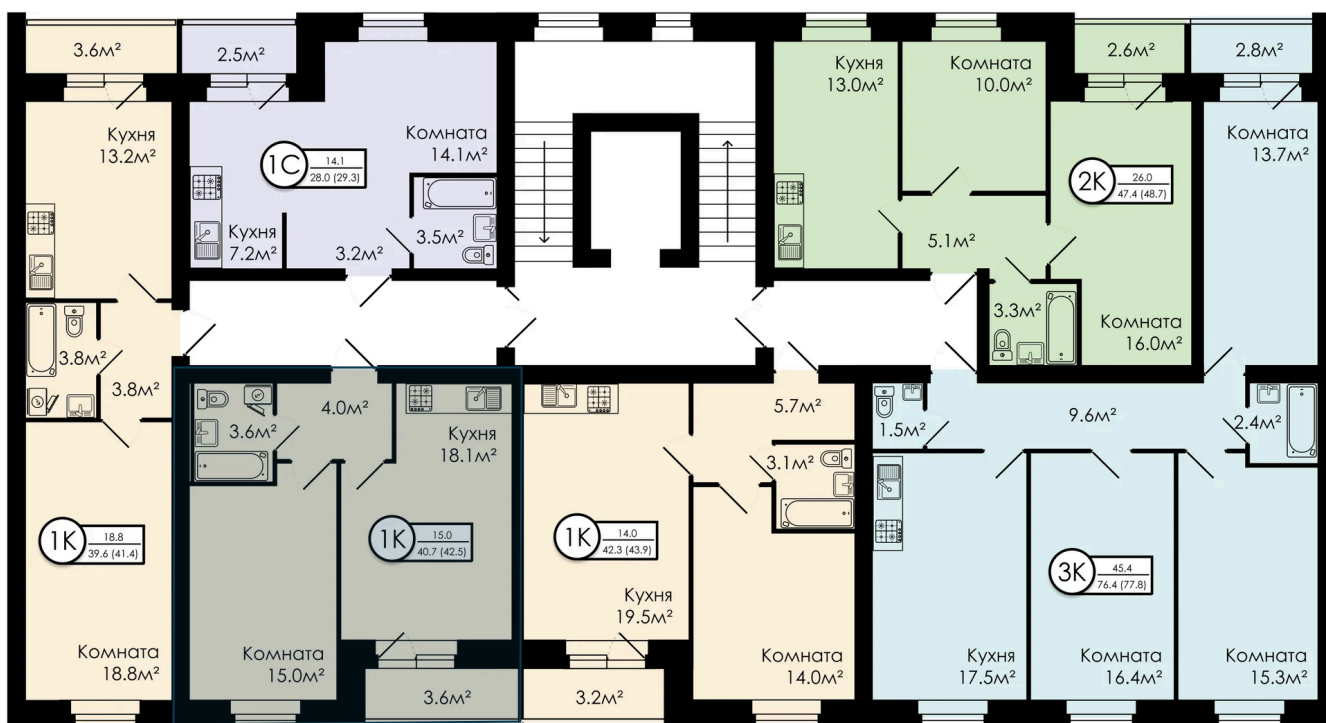 3.6м²
Кухня
13.2м²
3.8м²
3.8м²
1К
18.8
39.6 (41.4)
Комната
18.8м²
2.5м²
Комната
14.1м²
1С
14.1
28.0 (29.3)
Кухня
7.2м²
3.2м²
3.5м²
Кухня
13.0м²
Комната
10.0м²
2.6м²
5.1м²
2К
26.0
47.4 (48.7)
3.3м²
Комната
16.0м²
2.8м²
Комната
13.7м²
3.6м²
4.0м²
Кухня
18.1м²
1К
15.0
40.7 (42.5)
Комната
15.0м²
3.6м²
5.7м²
3.1м²
1К
14.0
42.3 (43.9)
Кухня
19.5м²
Комната
14.0м²
3.2м²
1.5м²
9.6м²
2.4м²
3К
45.4
76.4 (77.8)
Кухня
17.5м²
Комната
16.4м²
Комната
15.3м²